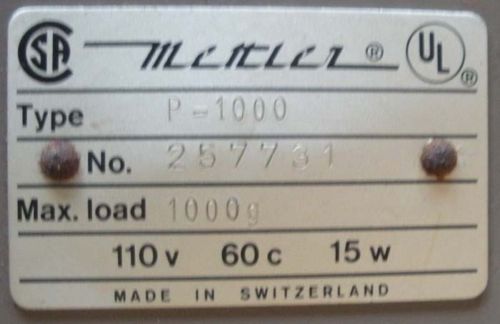 CSA Mettler® UL®
Type P-1000
No. 257731
Max. load 1000g
110 v 60 c 15 w
MADE IN SWITZERLAND